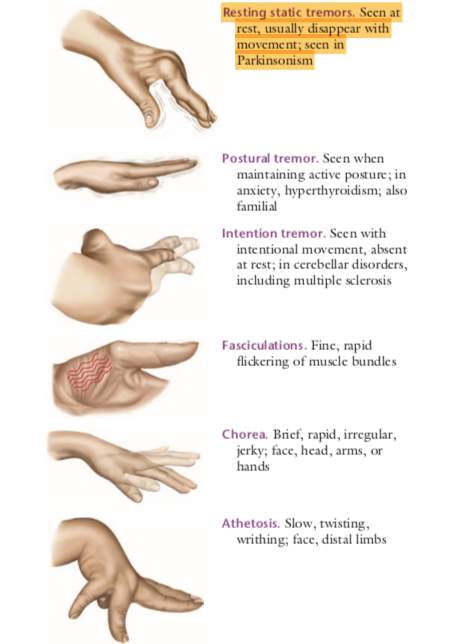 Resting static tremors. Seen at
rest, usually disappear with
movement; seen in
Parkinsonism
Postural tremor. Seen when
maintaining active posture; in
anxiety, hyperthyroidism; also
familial
Intention tremor. Seen with
intentional movement, absent
at rest; in cerebellar disorders,
including multiple sclerosis
Fasciculations. Fine, rapid
flickering of muscle bundles
Chorea. Brief, rapid, irregular,
jerky; face, head, arms, or
hands
Athetosis. Slow, twisting,
writhing; face, distal limbs